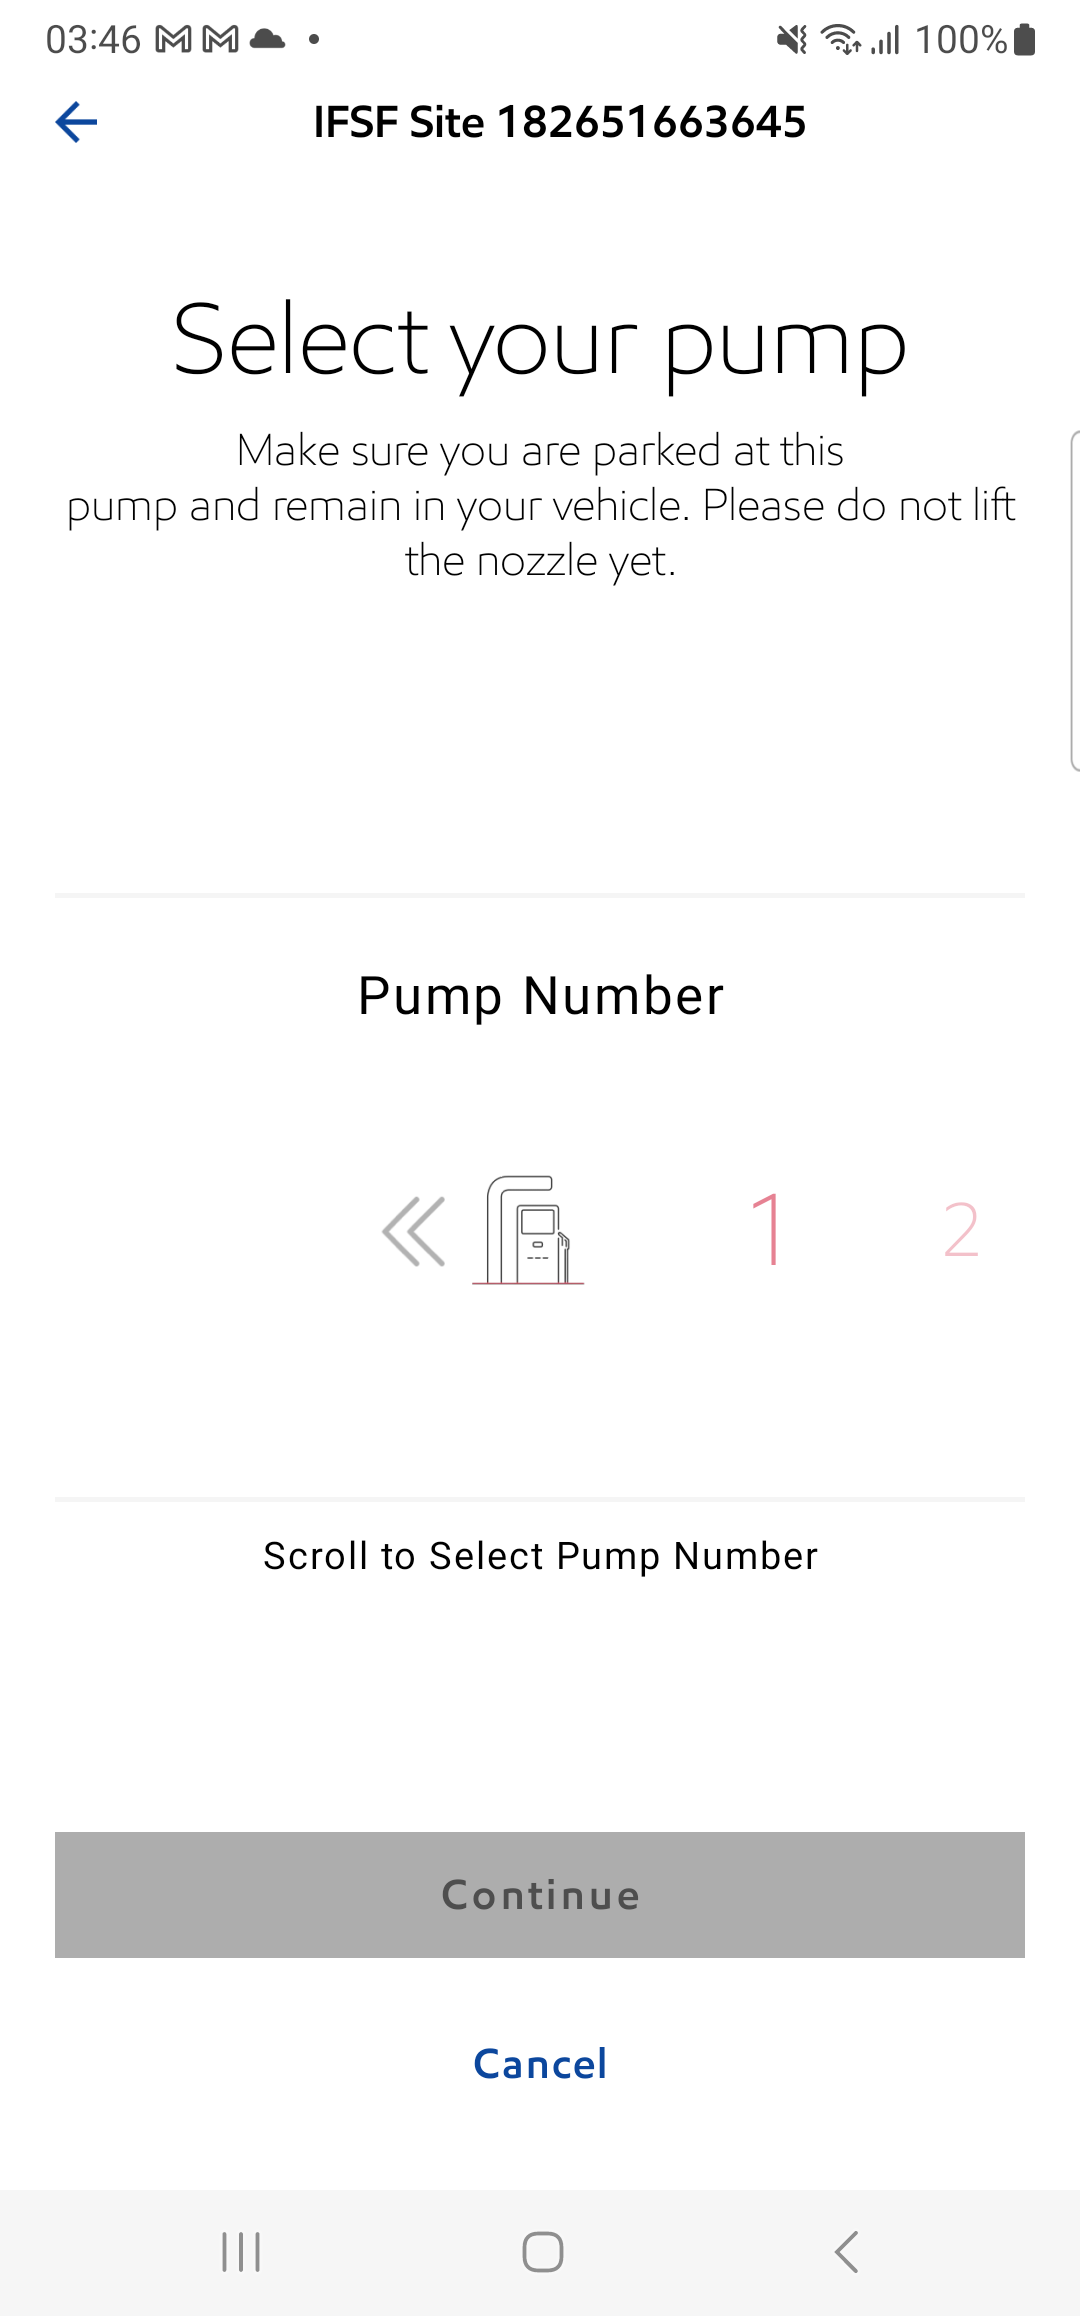 03:46
100%
IFSF Site 182651663645
Select your pump
Make sure you are parked at this
pump and remain in your vehicle. Please do not lift
the nozzle yet.
Pump Number
1 2
Scroll to Select Pump Number
Continue
Cancel